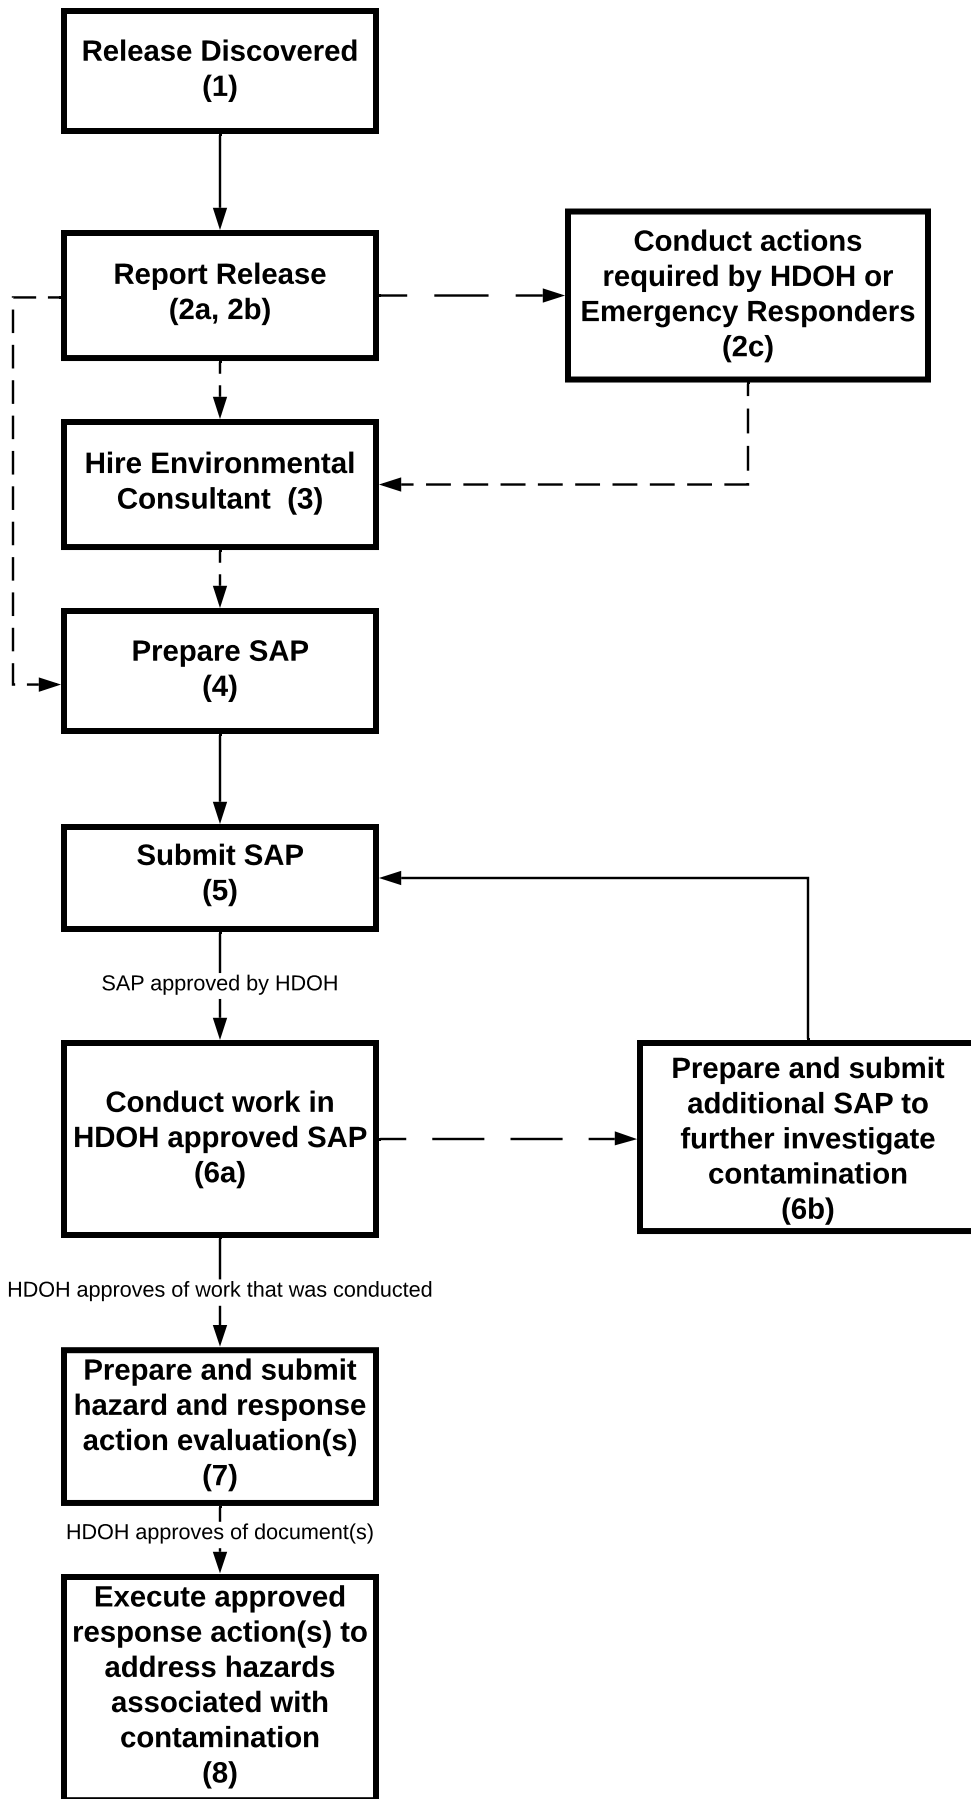 Release Discovered
(1)
Report Release
(2a, 2b)
Conduct actions
required by HDOH or
Emergency Responders
(2c)
Hire Environmental
Consultant  (3)
Prepare SAP
(4)
Submit SAP
(5)
SAP approved by HDOH
Conduct work in
HDOH approved SAP
(6a)
Prepare and submit
additional SAP to
further investigate
contamination
(6b)
HDOH approves of work that was conducted
Prepare and submit
hazard and response
action evaluation(s)
(7)
HDOH approves of document(s)
Execute approved
response action(s) to
address hazards
associated with
contamination
(8)